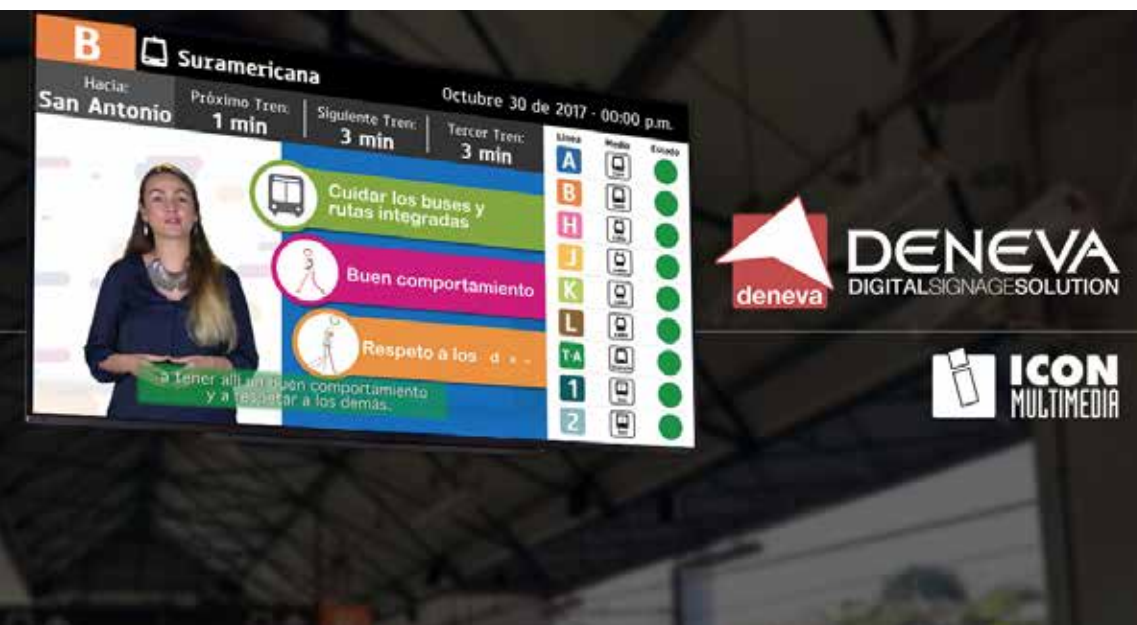 B
Suramericana
Octubre 30 de 2017 - 00:00 p.m.
Hacia:
San Antonio
Próximo Tren:
1 min
Siguiente Tren:
3 min
Tercer Tren:
3 min
Línea Medio Estado
A
B
H
J
K
L
T-A
1
2
Cuidar los buses y
rutas integradas
Buen comportamiento
Respeto a los
a tener allí un buen comportamiento
y a respetar a los demás.
deneva
DENEVA
DIGITALSIGNAGESOLUTION
ICON
MULTIMEDIA